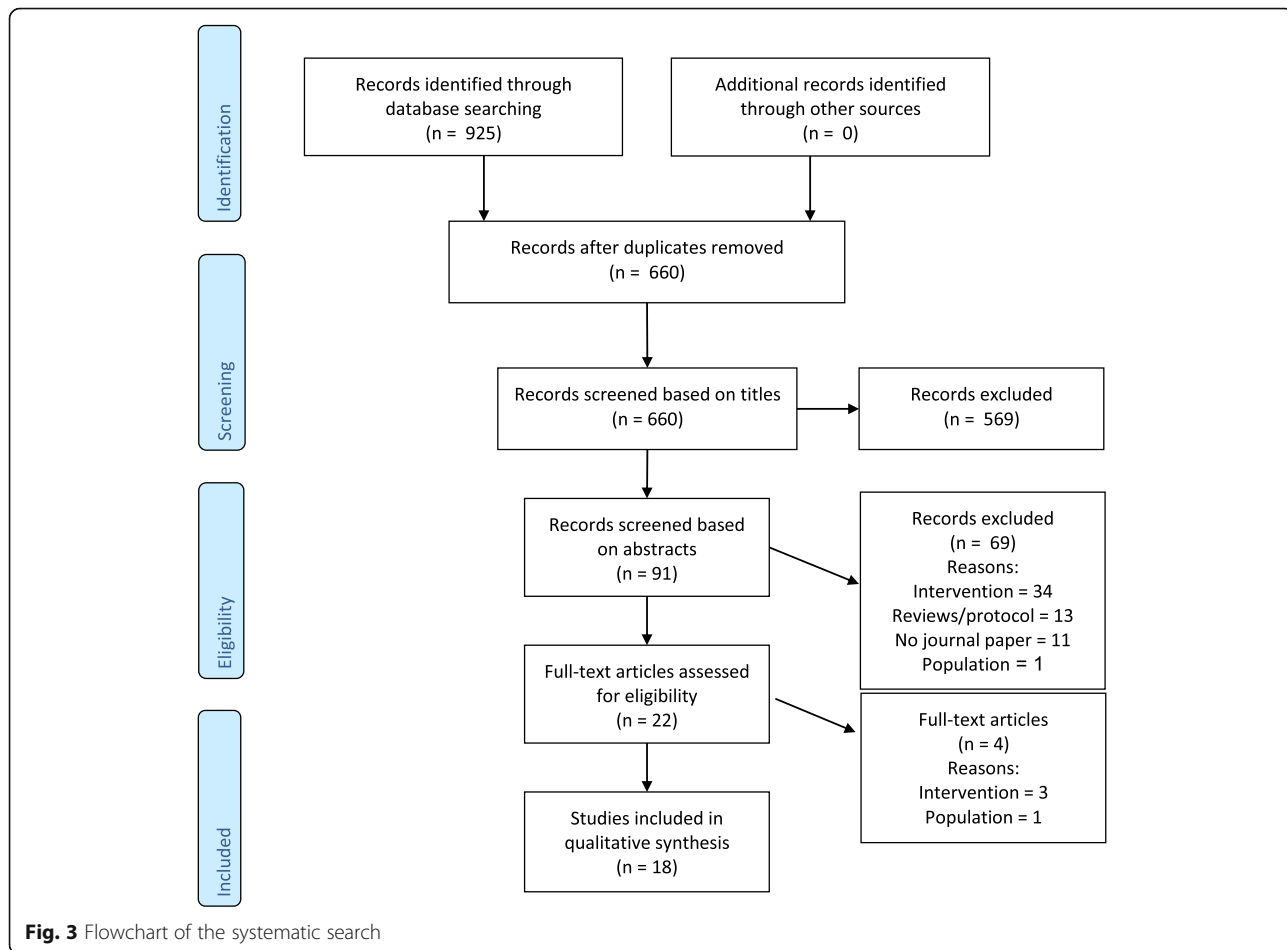 Identification
Records identified through
database searching
(n = 925)
Additional records identified
through other sources
(n = 0)
Records after duplicates removed
(n = 660)
Screening
Records screened based on titles
(n = 660)
Records excluded
(n = 569)
Eligibility
Records screened based
on abstracts
(n = 91)
Records excluded
(n = 69)
Reasons:
Intervention = 34
Reviews/protocol = 13
No journal paper = 11
Population = 1
Full-text articles assessed
for eligibility
(n = 22)
Full-text articles
(n = 4)
Reasons:
Intervention = 3
Population = 1
Included
Studies included in
qualitative synthesis
(n = 18)
Fig. 3 Flowchart of the systematic search